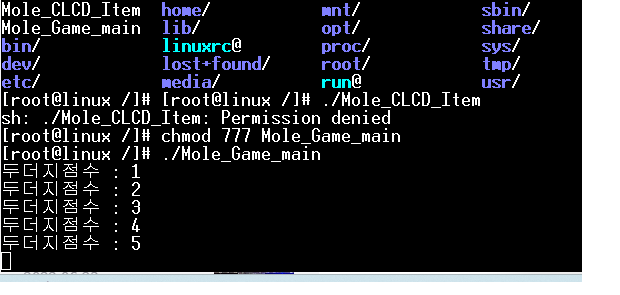 Mole_CLCD_Item home/ mnt/ sbin/
Mole_Game_main lib/ opt/ share/
bin/ linuxrc@ proc/ sys/
dev/ lost+found/ root/ tmp/
etc/ media/ run@ usr/
[root@linux /]# [root@linux /]# ./Mole_CLCD_Item
sh: ./Mole_CLCD_Item: Permission denied
[root@linux /]# chmod 777 Mole_Game_main
[root@linux /]# ./Mole_Game_main
두더지점수 : 1
두더지점수 : 2
두더지점수 : 3
두더지점수 : 4
두더지점수 : 5